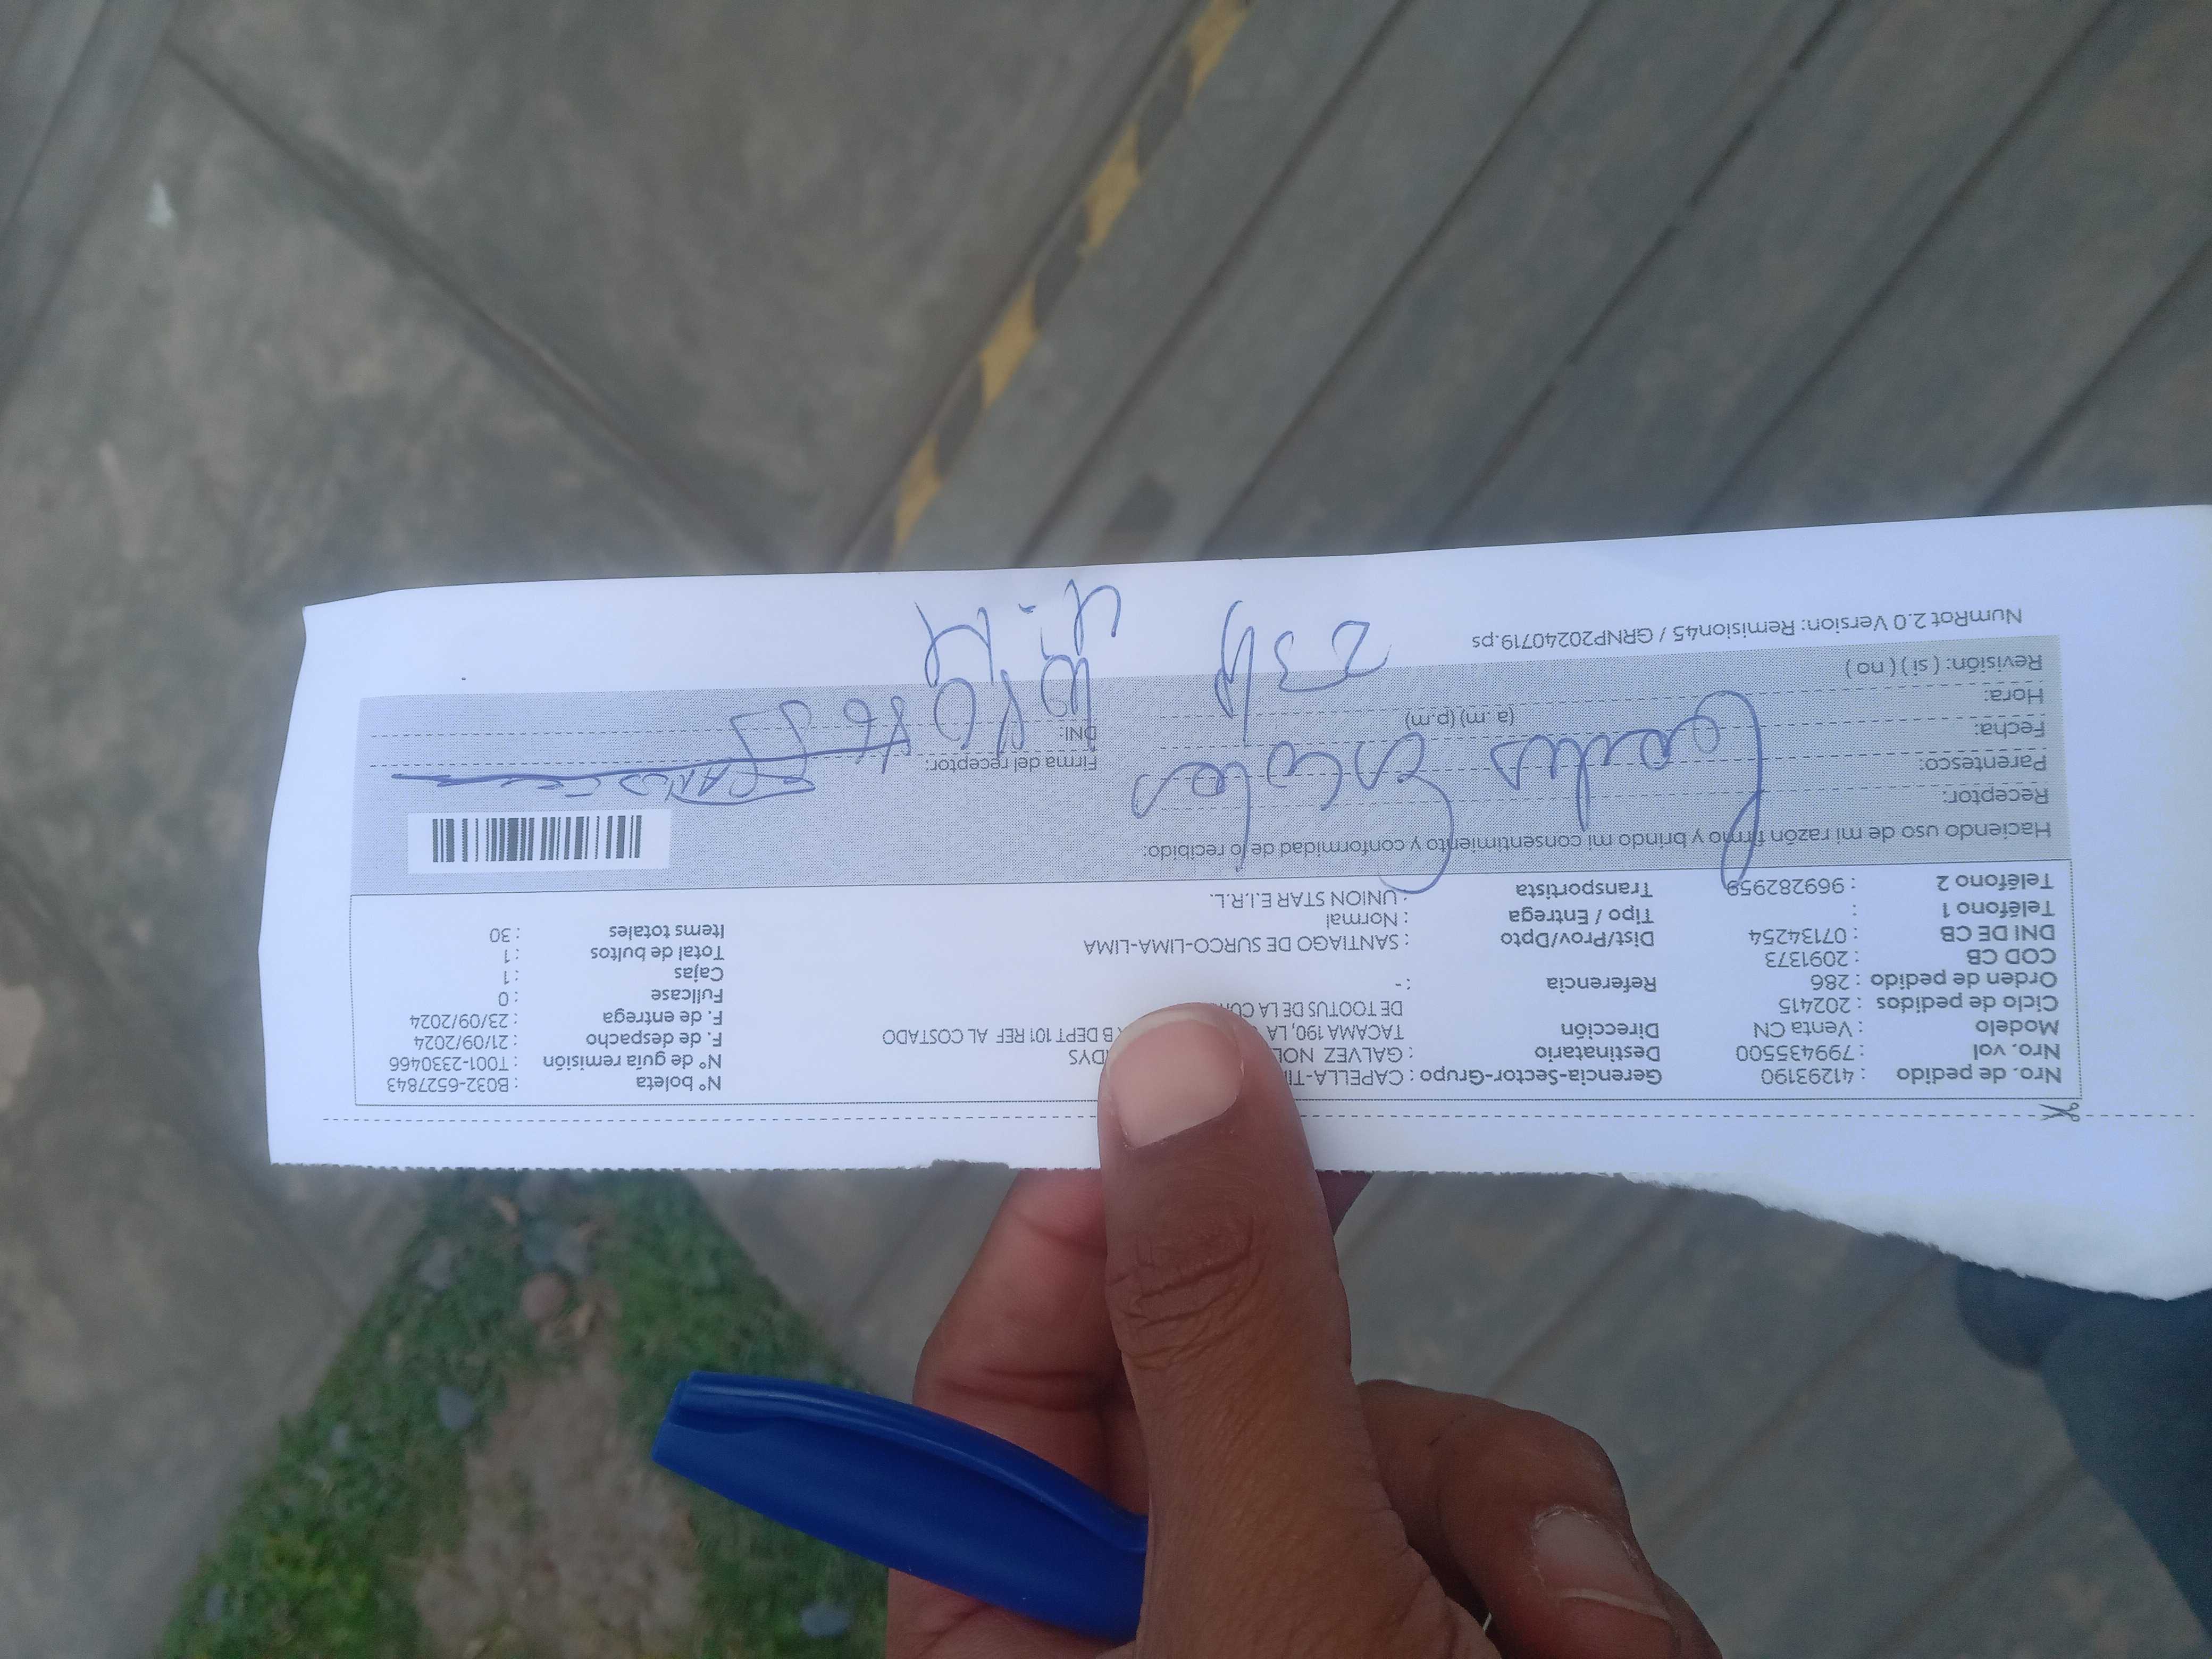 Nro. de pedido : 41293190 Gerencia-Sector-Grupo : CAPELLA-TI Nº boleta : B032-6527843
Nro. vol : 799435500 Destinatario : GALVEZ Nº de guía remisión : T001-2330466
Modelo : Venta CN Dirección TACAMA 190, LA B DEPT 101 REF AL COSTADO F. de despacho : 21/09/2024
Ciclo de pedidos : 202415 DE TOOTUS DE LA F. de entrega : 23/09/2024
Orden de pedido : 286 Referencia : - Fullcase : 0
COD CB : 2091373 Cajas : 1
DNI DE CB : 07134254 Dist/Prov/Dpto : SANTIAGO DE SURCO-LIMA-LIMA Total de bultos : 1
Teléfono 1 : Tipo / Entrega : Normal Items totales : 30
Teléfono 2 : 969282959 Transportista : UNION STAR E.I.R.L.
Haciendo uso de mi razón firmo y brindo mi consentimiento y conformidad de lo recibido:
Receptor:
Parentesco: Firma del receptor:
Fecha: DNI:
Hora: (a. m) (p.m)
Revisión: ( si ) ( no )
NumRot 2.0 Version: Remision45 / GRNP20240719.ps